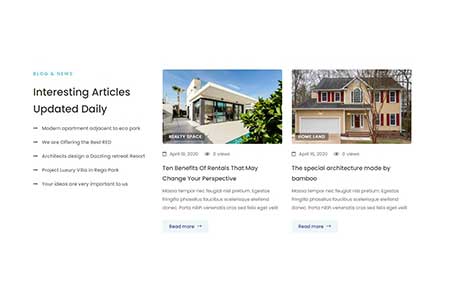 BLOG & NEWS
Interesting Articles
Updated Daily
Modern apartment adjacent to eco park
We are Offering the Best RED
Architects design a Dazzling retreat Resort
Project Luxury Villa in Rego Park
Your ideas are very important to us
REALTY SPACE
April 10, 2020 0 views
Ten Benefits Of Rentals That May
Change Your Perspective
Massa tempor nec feugiat nisl pretium. Egestas
fringilla phasellus faucibus scelerisque eleifend
donec. Porta nibh venenatis cras sed felis eget velit
Read more
HOME LAND
April 10, 2020 0 views
The special architecture made by
bamboo
Massa tempor nec feugiat nisl pretium. Egestas
fringilla phasellus faucibus scelerisque eleifend
donec. Porta nibh venenatis cras sed felis eget velit
Read more